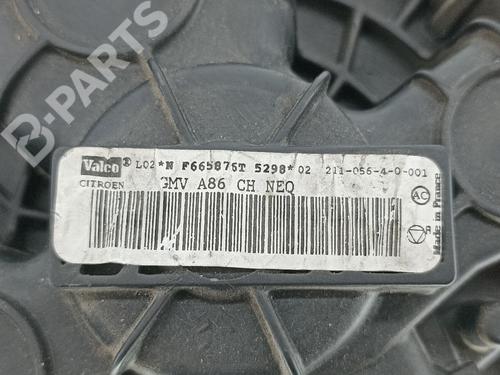 B-PARTS
Valeo® L02*N F665876T 5298*02 211-056-4-0-001
CITROEN GMV A86 CH NEQ
AC
R
Made in France